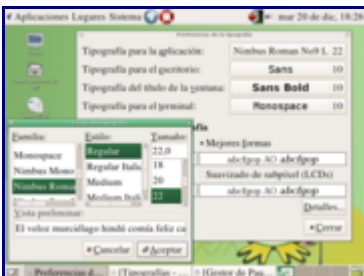 Aplicaciones Lugares Sistema
mar 20 de dic, 18:26
Preferencias de la tipografía
Tipografía para la aplicación: Nimbus Roman No9 L 22
Tipografía para el escritorio: Sans 10
Tipografía del título de la ventana: Sans Bold 10
Tipografía para el terminal: Monospace 10
Mejores formas
abcfgop AO abcfgop
Suavizado de subpíxel (LCDs)
abcfgop AO abcfgop
Detalles...
Cerrar
Familia: Estilo: Tamaño:
Monospace Regular 22,0
Nimbus Mono Regular Italic 18
Nimbus Roman Medium 20
Medium Itali 22
Vista preliminar:
El veloz murciélago hindú comía feliz ca
Cancelar Aceptar
Preferencias d... [Tipografías - ... [Gestor de Paq...